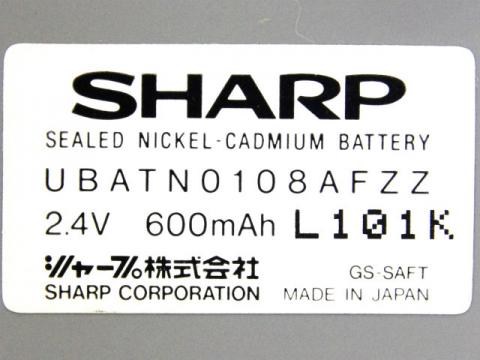 SHARP
SEALED NICKEL-CADMIUM BATTERY
UBATN0108AFZZ
2.4V 600mAh L101K
シャープ株式会社 GS-SAFT
SHARP CORPORATION MADE IN JAPAN